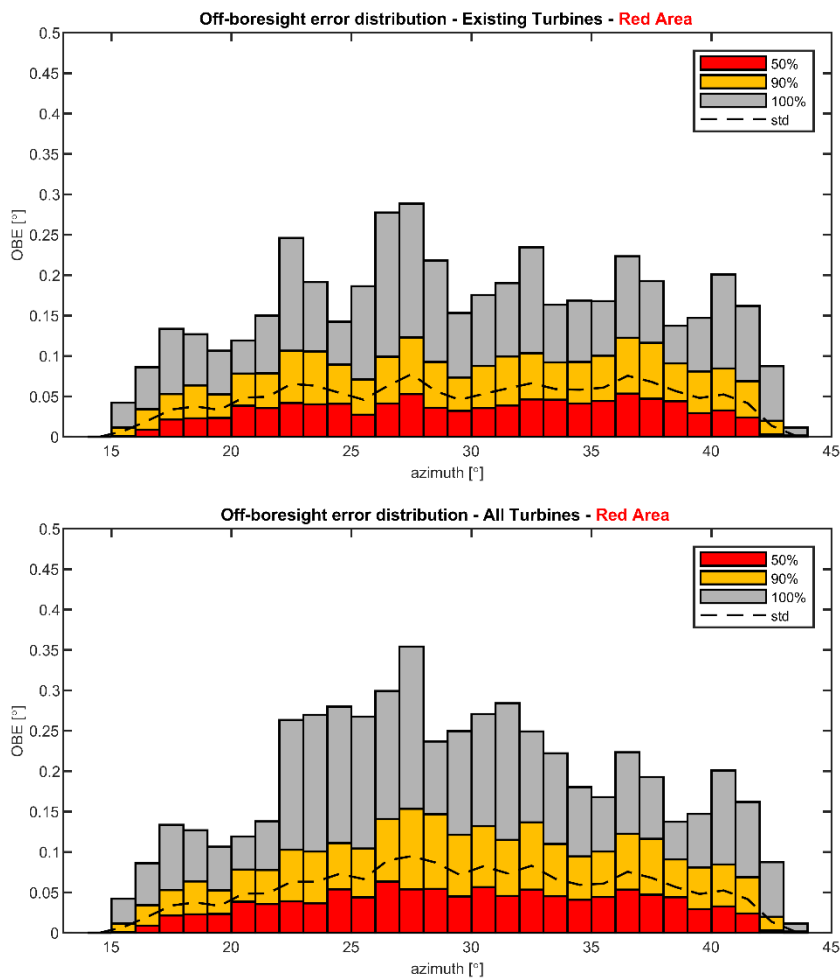 Off-boresight error distribution - Existing Turbines - Red Area
0.5
0.45
0.4
0.35
0.3
0.25
0.2
0.15
0.1
0.05
0
OBE [°]
50%
90%
100%
std
15 20 25 30 35 40 45
azimuth [°]
Off-boresight error distribution - All Turbines - Red Area
0.5
0.45
0.4
0.35
0.3
0.25
0.2
0.15
0.1
0.05
0
OBE [°]
50%
90%
100%
std
15 20 25 30 35 40 45
azimuth [°]